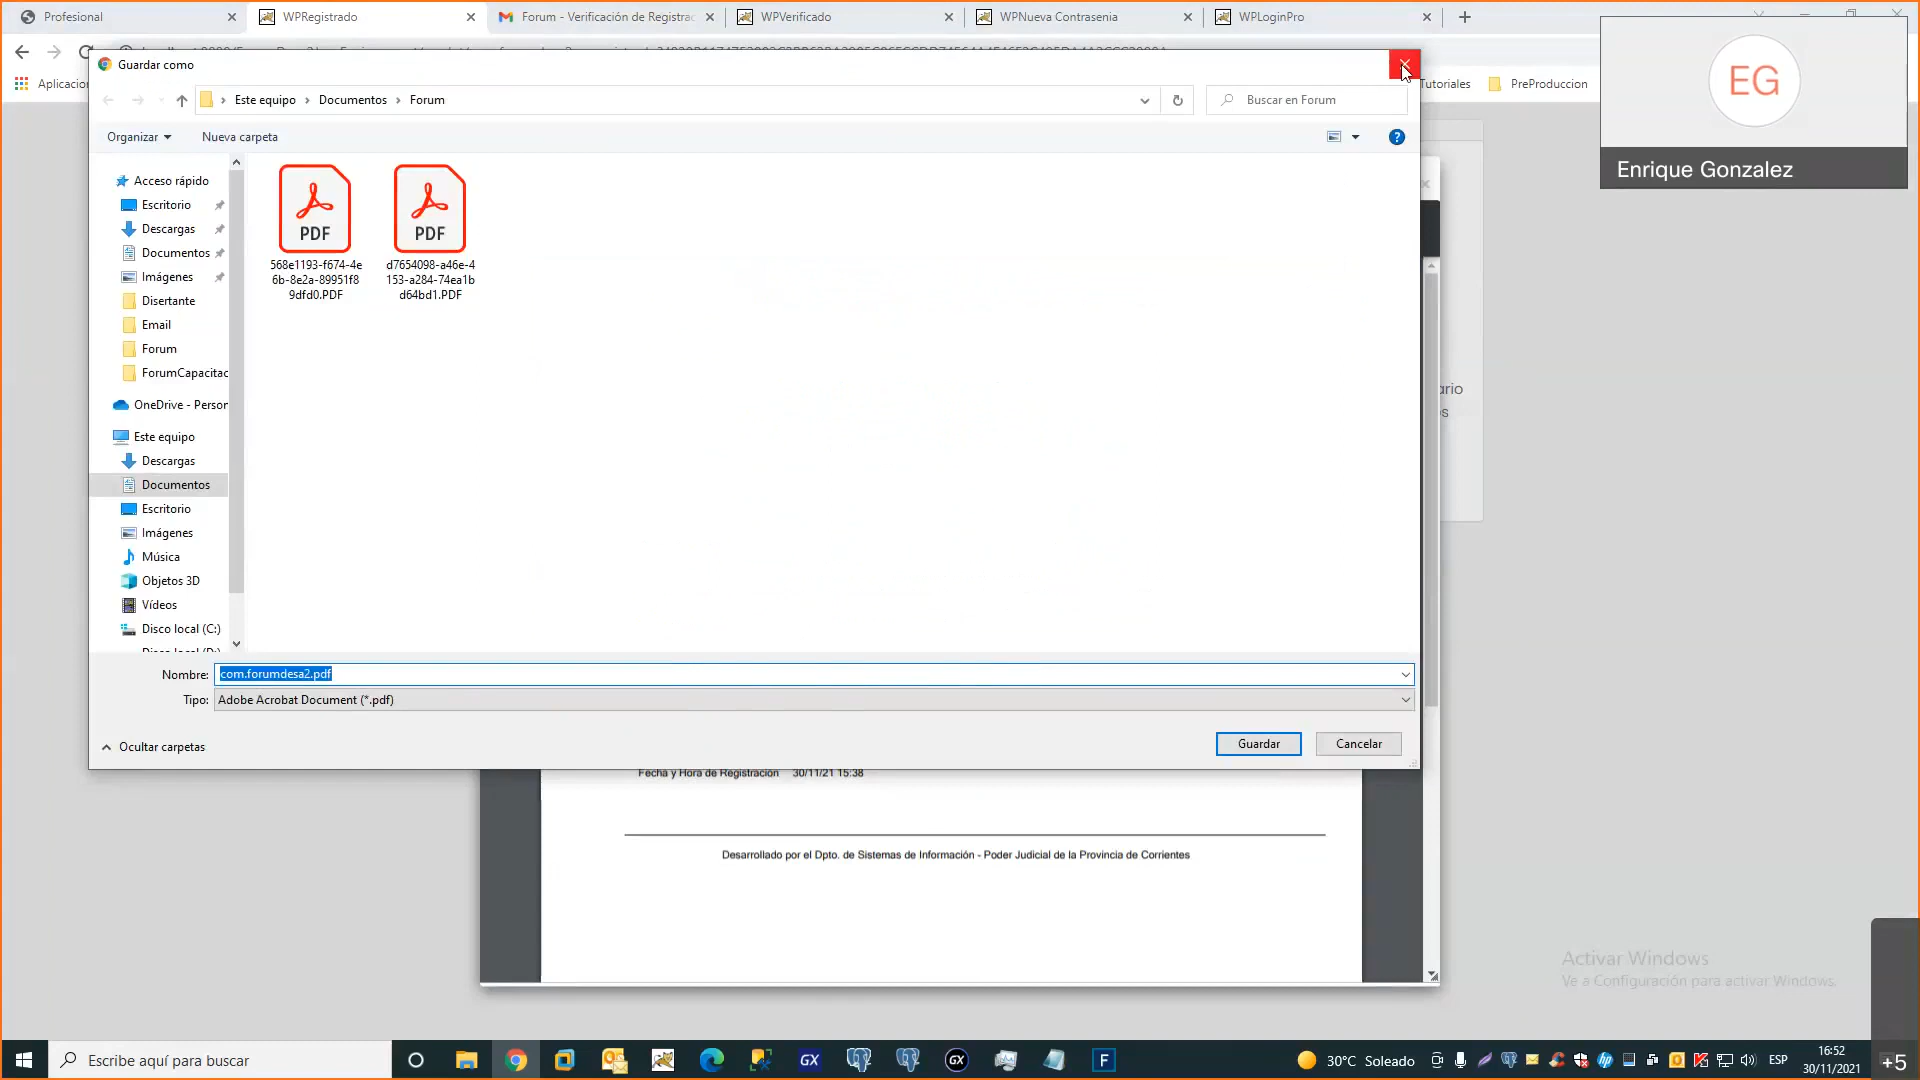 Profesional
WPRegistrado
Forum - Verificación de Registrac
WPVerificado
WPNueva Contrasenia
WPLoginPro
Aplicacion
Tutoriales
PreProduccion
EG
Enrique Gonzalez
Guardar como
Este equipo
Documentos
Forum
Buscar en Forum
Organizar
Nueva carpeta
?
Acceso rápido
Escritorio
Descargas
Documentos
Imágenes
Disertante
Email
Forum
ForumCapacitac
OneDrive - Person
Este equipo
Descargas
Documentos
Escritorio
Imágenes
Música
Objetos 3D
Vídeos
Disco local (C:)
PDF
568e1193-f674-4e
6b-8e2a-89951f8
9dfd0.PDF
PDF
d7654098-a46e-4
153-a284-74ea1b
d64bd1.PDF
Nombre: com.forumdesa2.pdf
Tipo: Adobe Acrobat Document (*.pdf)
Ocultar carpetas
Guardar
Cancelar
Fecha y Hora de Registración 30/11/21 15:38
Desarrollado por el Dpto. de Sistemas de Información - Poder Judicial de la Provincia de Corrientes
Activar Windows
Ve a Configuración para activar Windows.
Escribe aquí para buscar
GX
GX
F
30°C Soleado
ESP
16:52
30/11/2021
+5